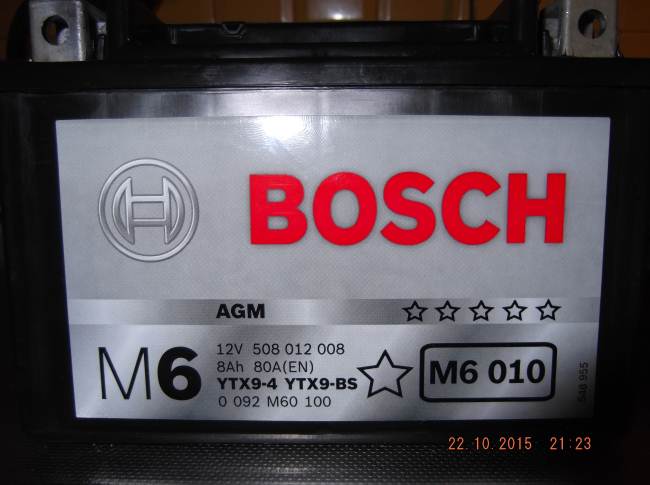 BOSCH
AGM
M6
12V 508 012 008
8Ah 80A(EN)
YTX9-4 YTX9-BS
0 092 M60 100
M6 010
548 955
22.10.2015 21:23